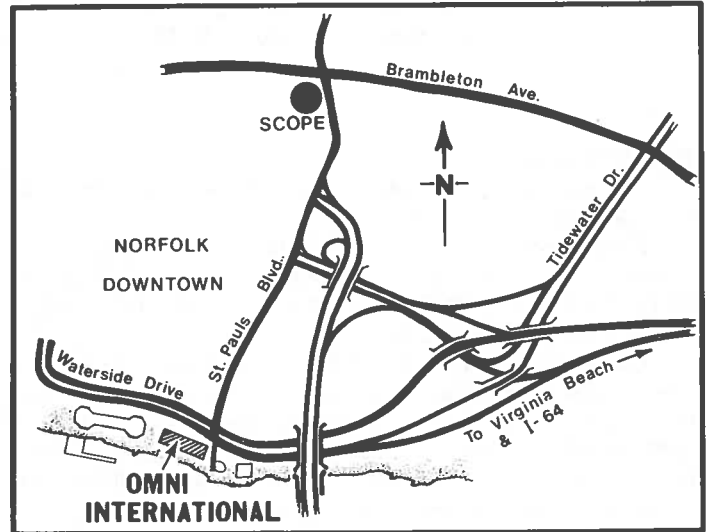 Brambleton Ave.
SCOPE
-N-
Tidewater Dr.
NORFOLK
DOWNTOWN
St. Pauls Blvd.
Waterside Drive
To Virginia Beach
& I-64
OMNI
INTERNATIONAL